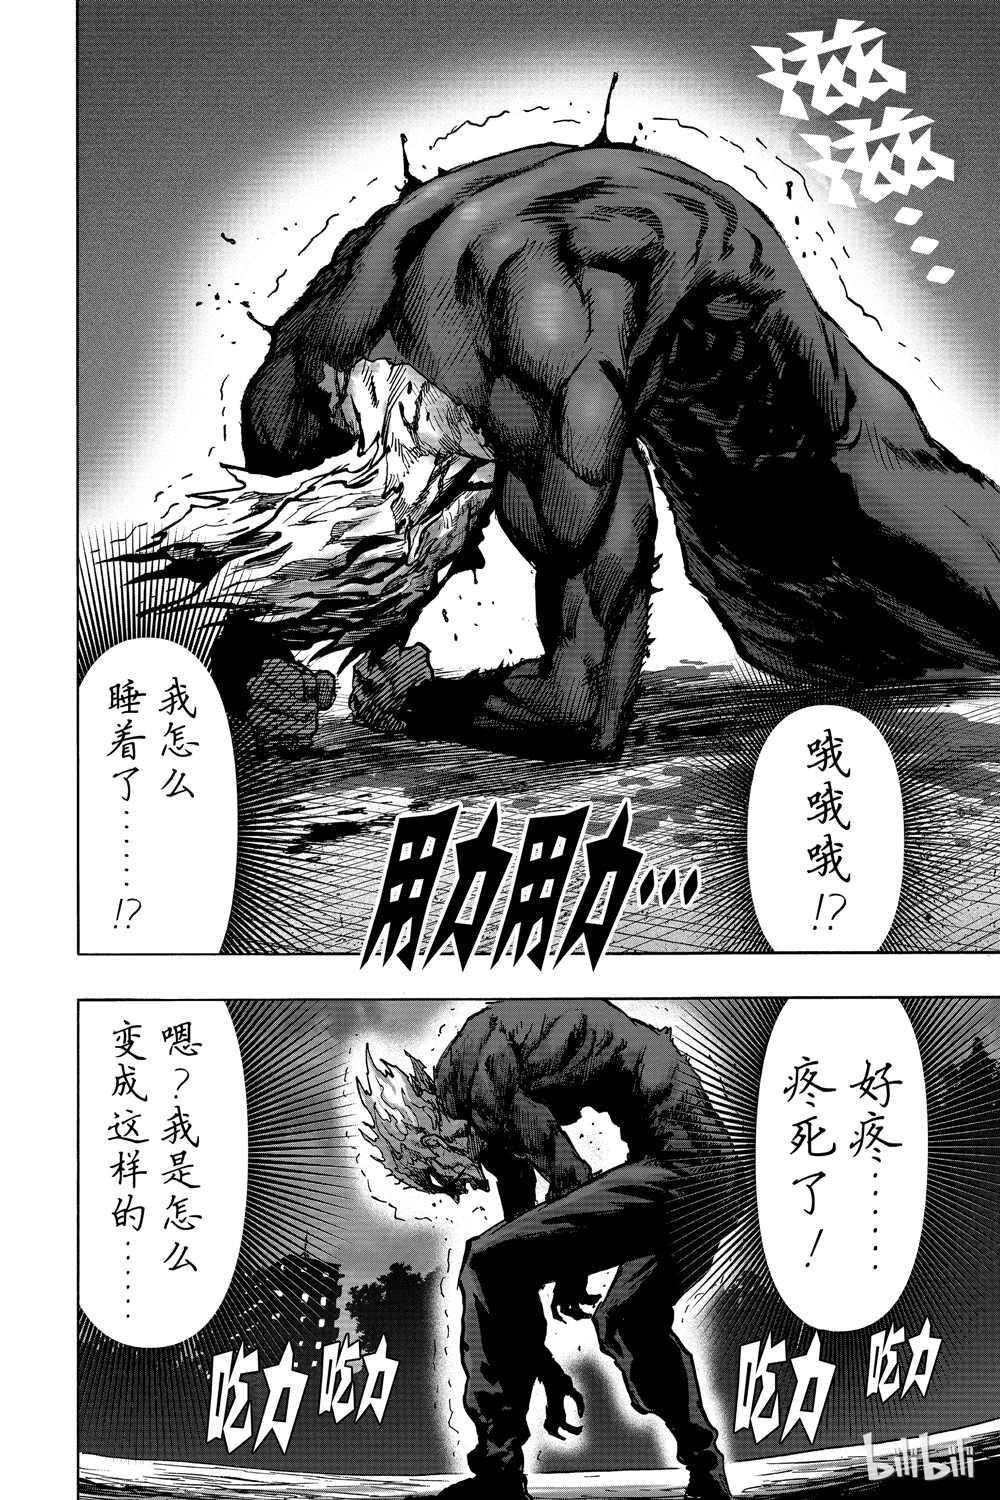 滋滋…
哦哦哦!?
我怎么
睡着了………!?
用力用力…
好疼………
疼死了!
嗯?我是怎么
变成这样的………
吃力 吃力
吃力 吃力
bilibili